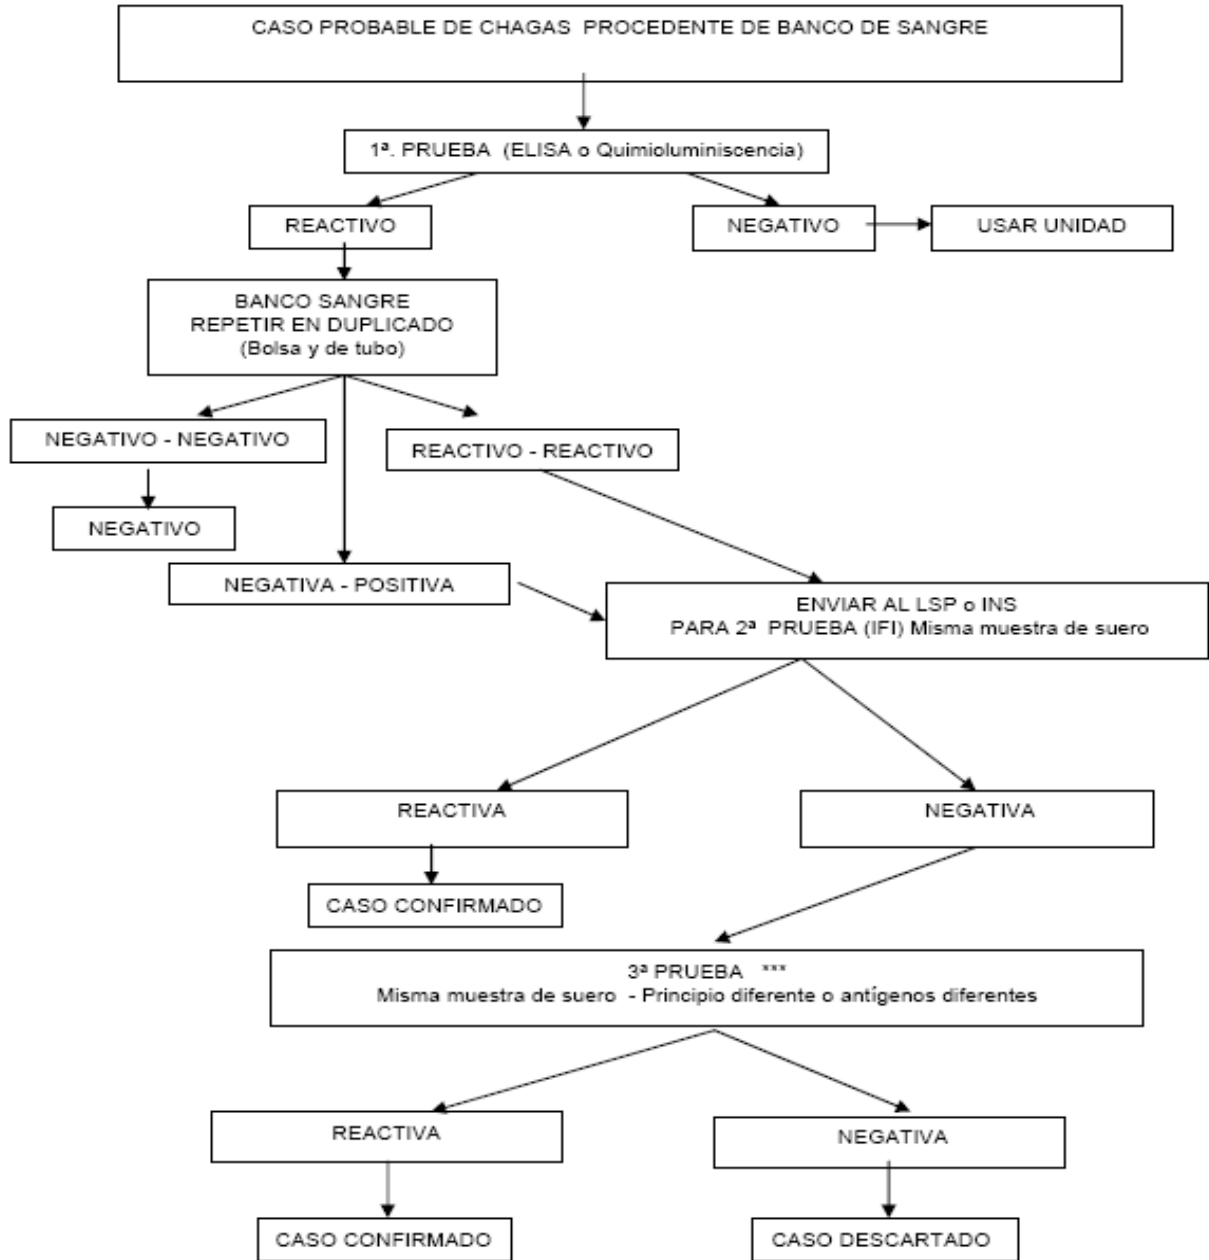 CASO PROBABLE DE CHAGAS PROCEDENTE DE BANCO DE SANGRE
1ª. PRUEBA (ELISA o Quimioluminiscencia)
REACTIVO
NEGATIVO
USAR UNIDAD
BANCO SANGRE
REPETIR EN DUPLICADO
(Bolsa y de tubo)
NEGATIVO - NEGATIVO
REACTIVO - REACTIVO
NEGATIVO
NEGATIVA - POSITIVA
ENVIAR AL LSP o INS
PARA 2ª PRUEBA (IFI) Misma muestra de suero
REACTIVA
NEGATIVA
CASO CONFIRMADO
3ª PRUEBA ***
Misma muestra de suero - Principio diferente o antígenos diferentes
REACTIVA
NEGATIVA
CASO CONFIRMADO
CASO DESCARTADO